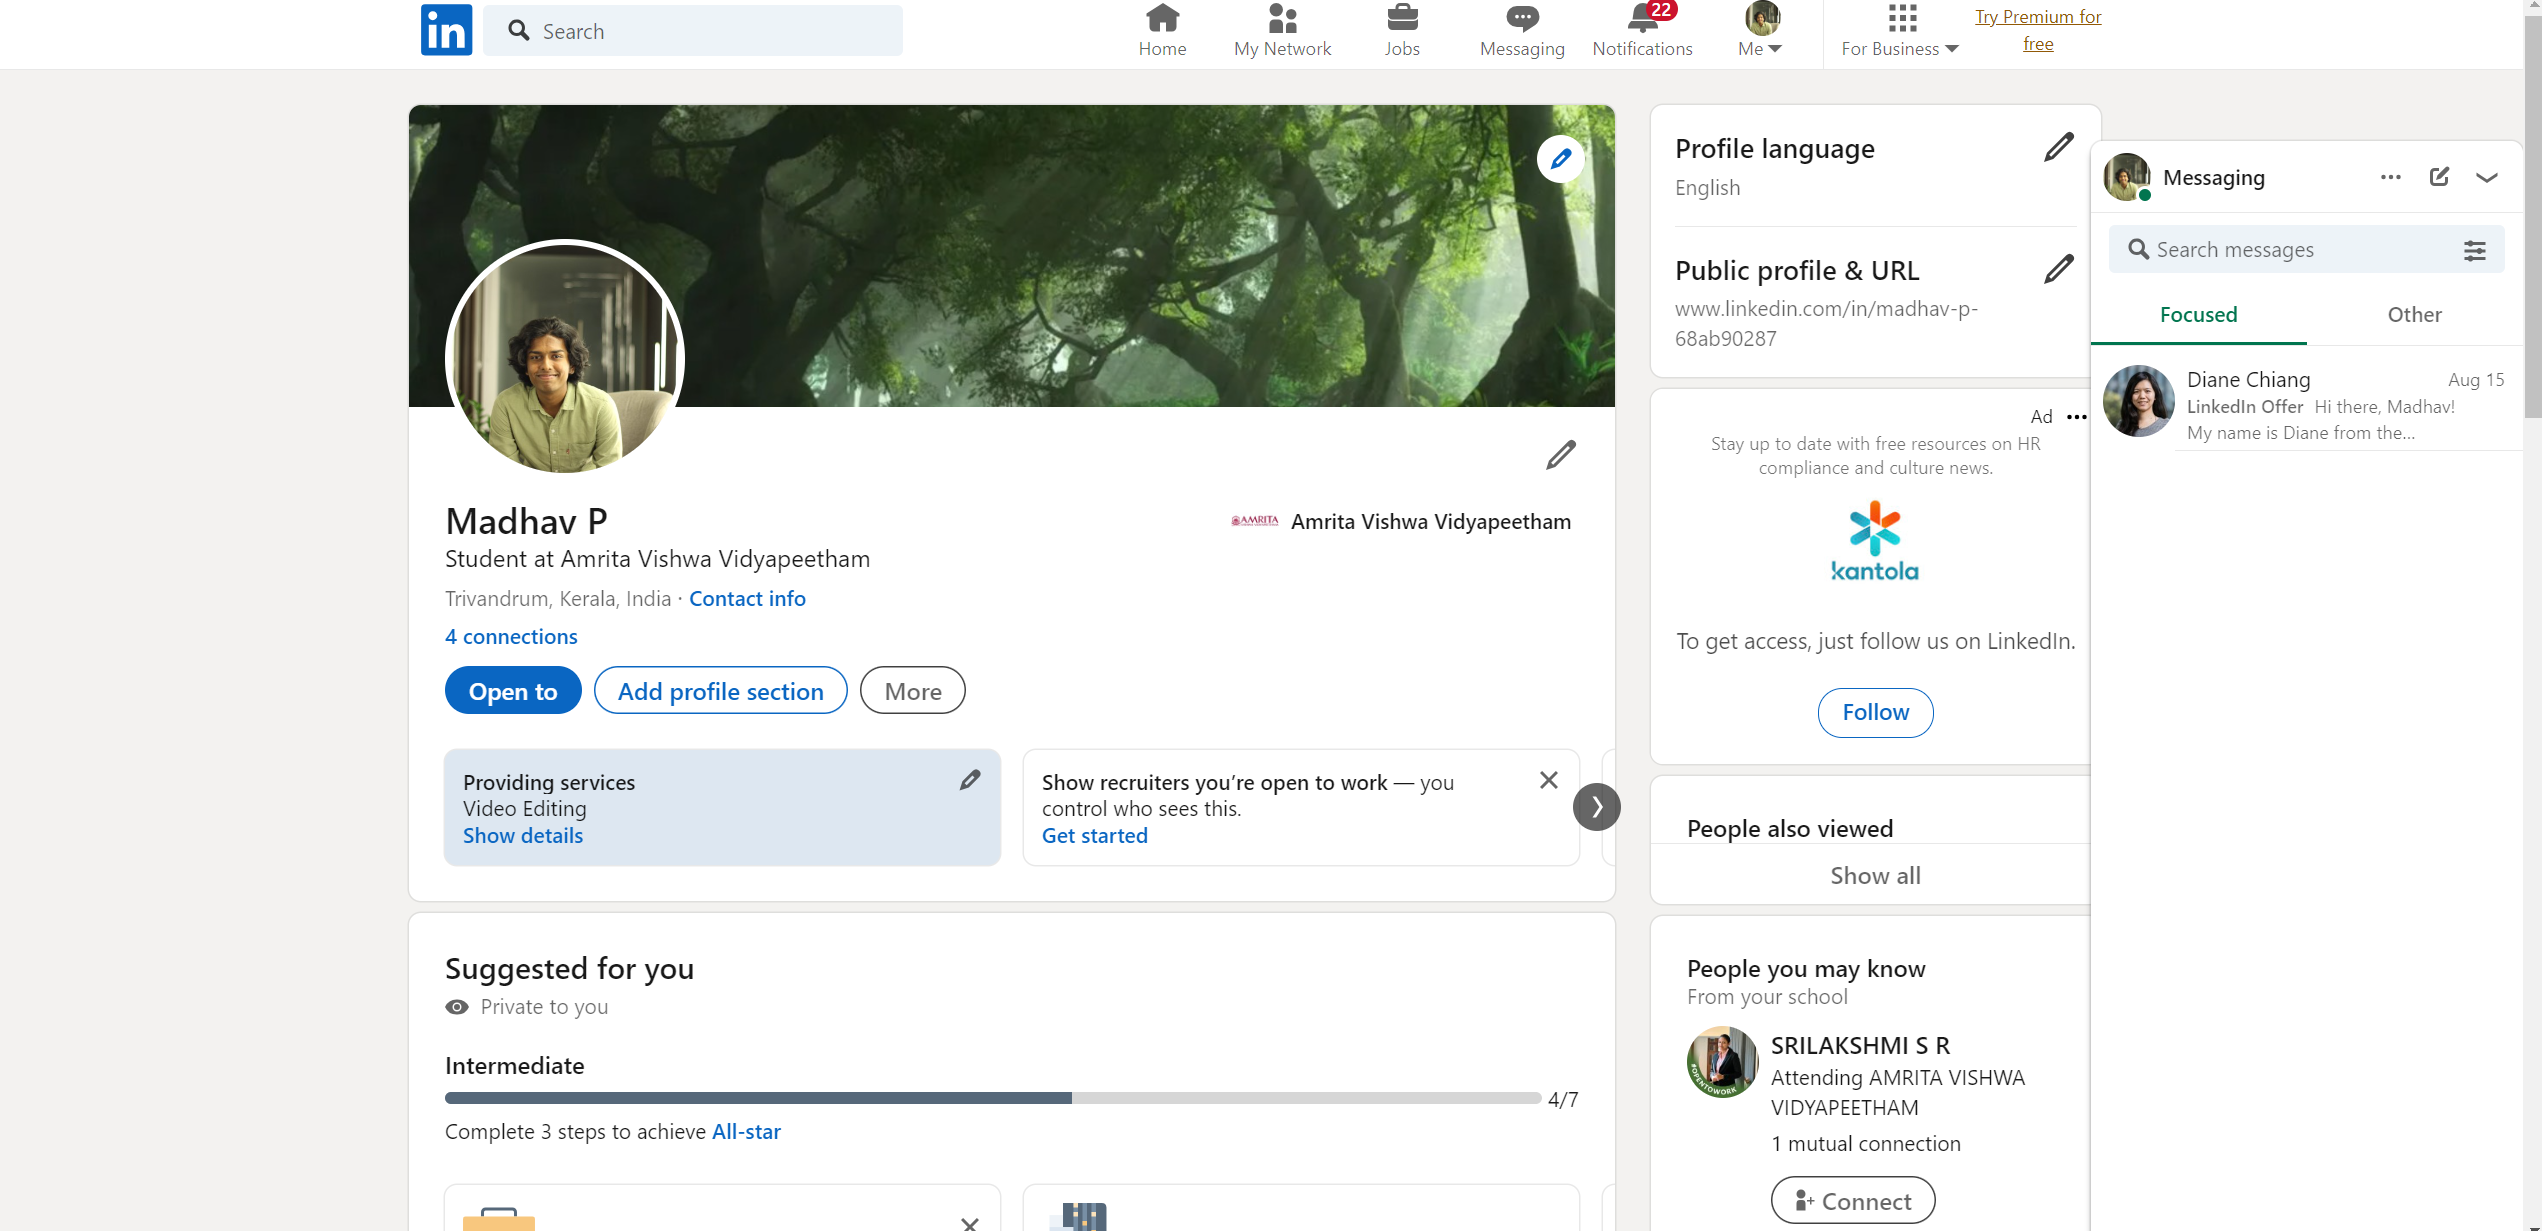 in
Search
Home
My Network
Jobs
Messaging
22
Notifications
Me
For Business
Try Premium for
free
Madhav P
Amrita Vishwa Vidyapeetham
AMRITA
Student at Amrita Vishwa Vidyapeetham
Trivandrum, Kerala, India · Contact info
4 connections
Open to
Add profile section
More
Providing services
Video Editing
Show details
Show recruiters you’re open to work — you
control who sees this.
Get started
Suggested for you
Private to you
Intermediate
4/7
Complete 3 steps to achieve All-star
Profile language
English
Public profile & URL
www.linkedin.com/in/madhav-p-
68ab90287
Ad
Stay up to date with free resources on HR
compliance and culture news.
kantola
To get access, just follow us on LinkedIn.
Follow
People also viewed
Show all
People you may know
From your school
#OPENTOWORK
SRILAKSHMI S R
Attending AMRITA VISHWA
VIDYAPEETHAM
1 mutual connection
Connect
Messaging
Search messages
Focused
Other
Diane Chiang
Aug 15
LinkedIn Offer Hi there, Madhav!
My name is Diane from the...